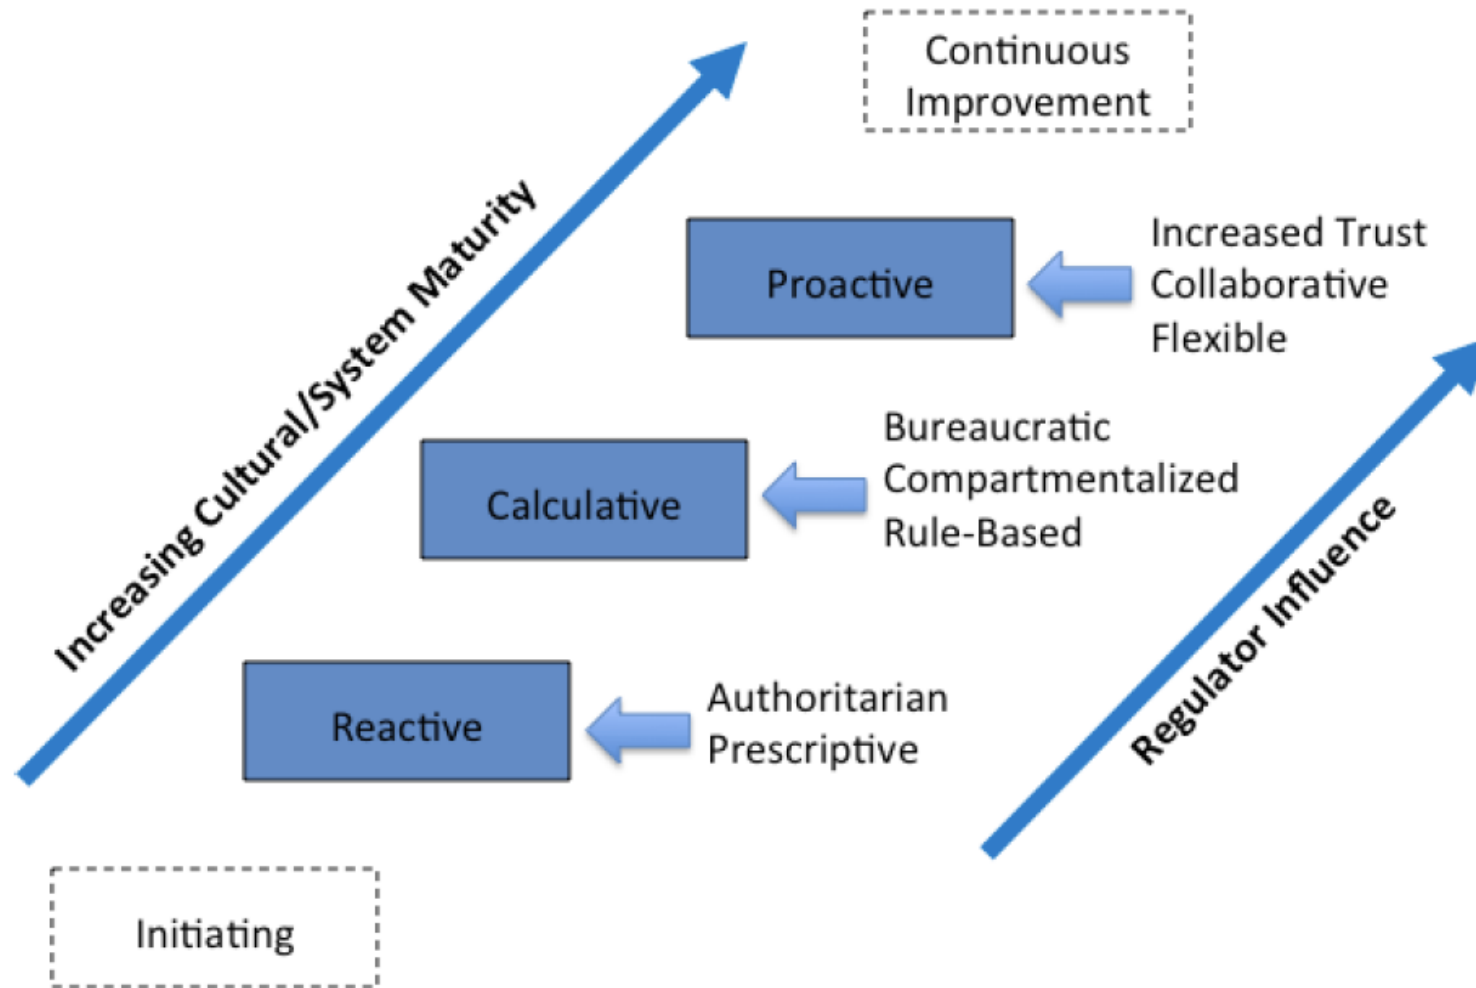 Continuous
Improvement
Increasing Cultural/System Maturity
Proactive
Increased Trust
Collaborative
Flexible
Calculative
Bureaucratic
Compartmentalized
Rule-Based
Regulator Influence
Reactive
Authoritarian
Prescriptive
Initiating